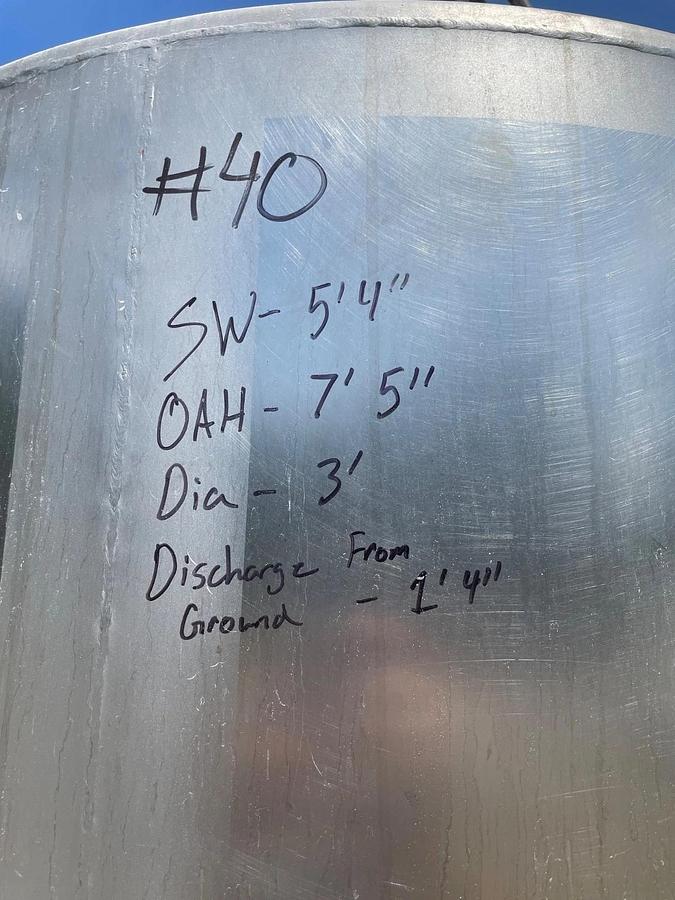 #40
SW- 5'4"
OAH - 7' 5"
Dia - 3'
Discharge From
Ground - 1' 4"